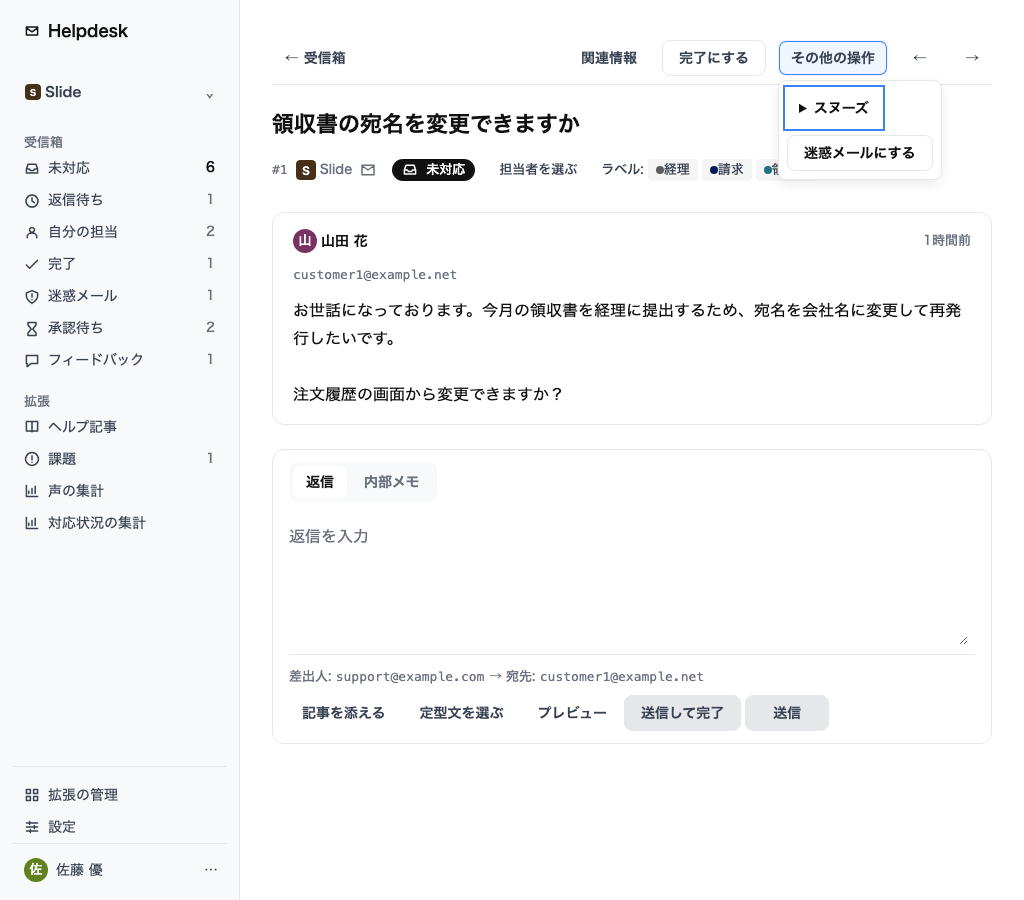 Helpdesk
S Slide
受信箱
未対応 6
返信待ち 1
自分の担当 2
完了 1
迷惑メール 1
承認待ち 2
フィードバック 1
拡張
ヘルプ記事
課題 1
声の集計
対応状況の集計
拡張の管理
設定
佐 佐藤 優 …
← 受信箱 関連情報 完了にする その他の操作 ← →
▶ スヌーズ
迷惑メールにする
領収書の宛名を変更できますか
#1 S Slide 未対応 担当者を選ぶ ラベル: 経理 請求
山 山田 花 1時間前
customer1@example.net
お世話になっております。今月の領収書を経理に提出するため、宛名を会社名に変更して再発
行したいです。
注文履歴の画面から変更できますか？
返信 内部メモ
返信を入力
差出人: support@example.com → 宛先: customer1@example.net
記事を添える 定型文を選ぶ プレビュー 送信して完了 送信